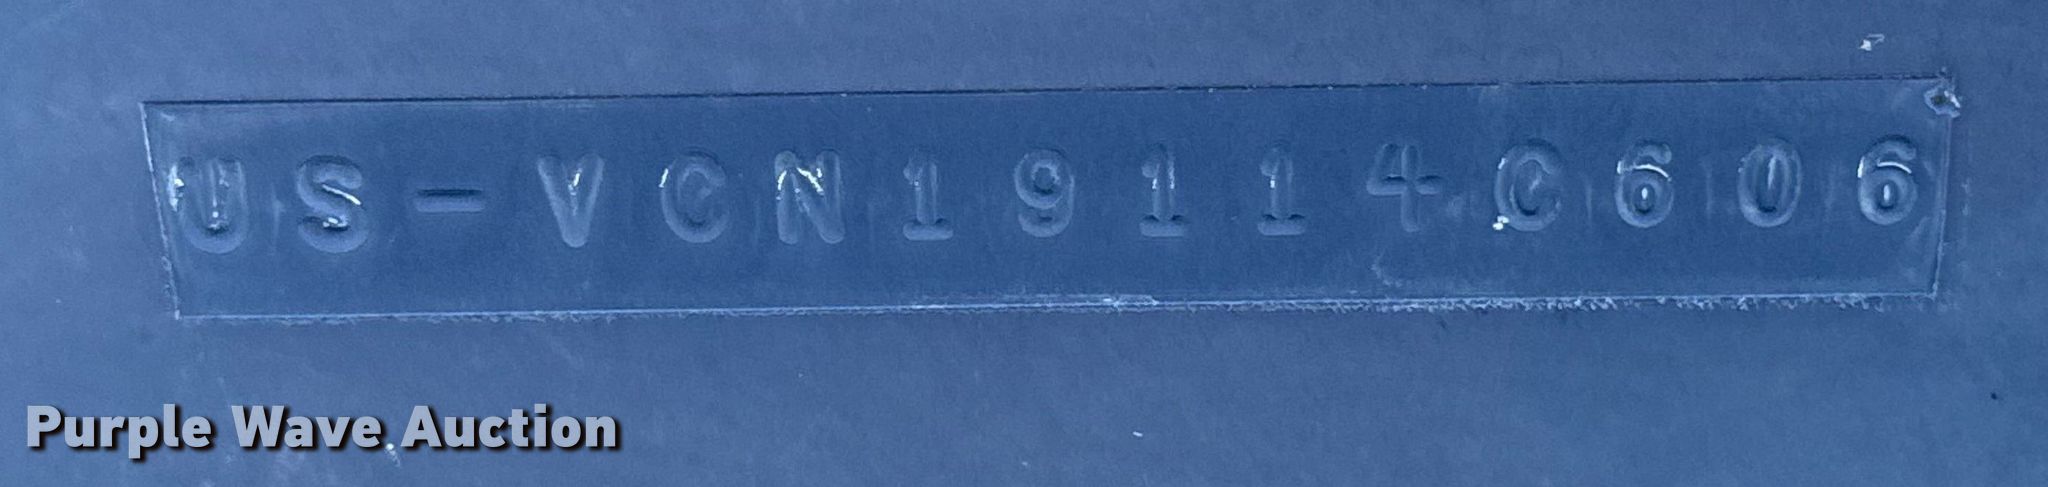 US-VCN19114C606
Purple Wave Auction